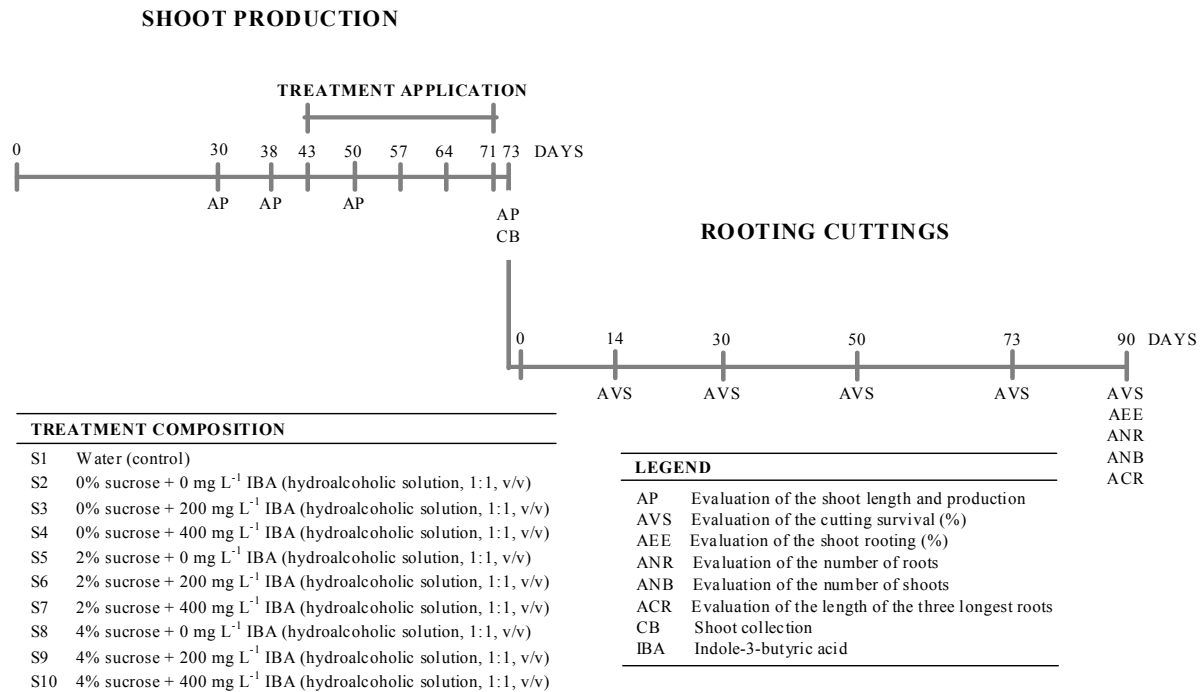 SHOOT PRODUCTION
TREATMENT APPLICATION
0 30 38 43 50 57 64 71 73 DAYS
AP AP AP
AP
CB
ROOTING CUTTINGS
0 14 30 50 73 90 DAYS
AVS AVS AVS AVS AVS
AEE
ANR
ANB
ACR
TREATMENT COMPOSITION
S1 Water (control)
S2 0% sucrose + 0 mg L-1 IBA (hydroalcoholic solution, 1:1, v/v)
S3 0% sucrose + 200 mg L-1 IBA (hydroalcoholic solution, 1:1, v/v)
S4 0% sucrose + 400 mg L-1 IBA (hydroalcoholic solution, 1:1, v/v)
S5 2% sucrose + 0 mg L-1 IBA (hydroalcoholic solution, 1:1, v/v)
S6 2% sucrose + 200 mg L-1 IBA (hydroalcoholic solution, 1:1, v/v)
S7 2% sucrose + 400 mg L-1 IBA (hydroalcoholic solution, 1:1, v/v)
S8 4% sucrose + 0 mg L-1 IBA (hydroalcoholic solution, 1:1, v/v)
S9 4% sucrose + 200 mg L-1 IBA (hydroalcoholic solution, 1:1, v/v)
S10 4% sucrose + 400 mg L-1 IBA (hydroalcoholic solution, 1:1, v/v)
LEGEND
AP Evaluation of the shoot length and production
AVS Evaluation of the cutting survival (%)
AEE Evaluation of the shoot rooting (%)
ANR Evaluation of the number of roots
ANB Evaluation of the number of shoots
ACR Evaluation of the length of the three longest roots
CB Shoot collection
IBA Indole-3-butyric acid